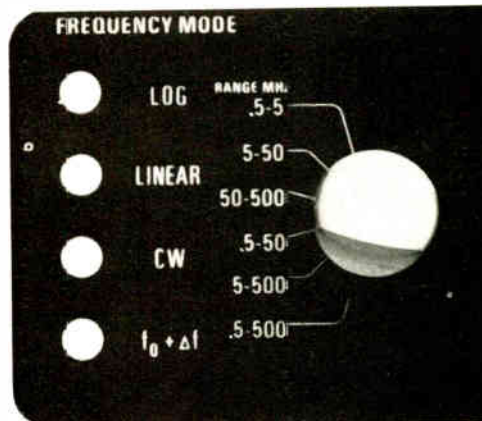 FREQUENCY MODE
LOG
LINEAR
CW
f₀ + Δf
RANGE MHz
.5-5
5-50
50-500
.5-50
5-500
.5-500